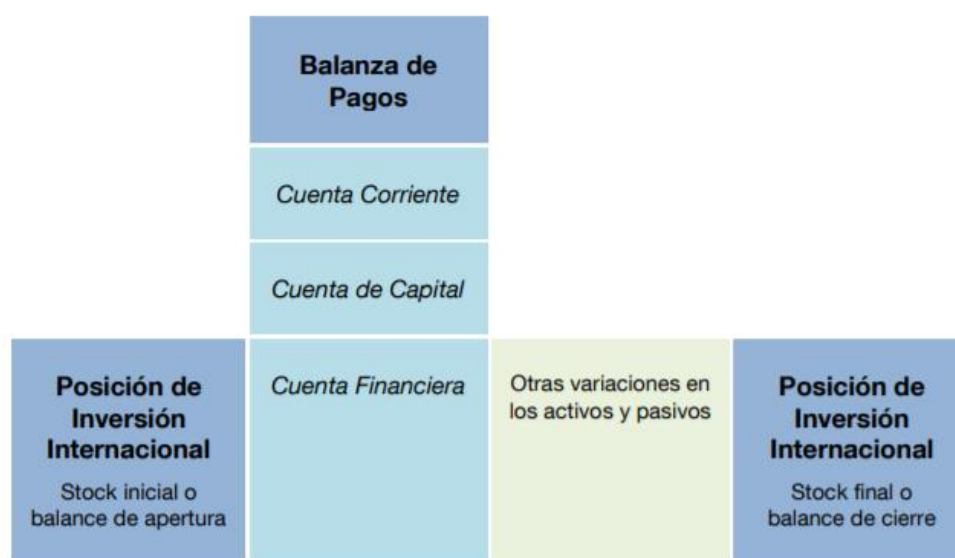 Balanza de
Pagos
Cuenta Corriente
Cuenta de Capital
Posición de
Inversión
Internacional
Stock inicial o
balance de apertura
Cuenta Financiera
Otras variaciones en
los activos y pasivos
Posición de
Inversión
Internacional
Stock final o
balance de cierre